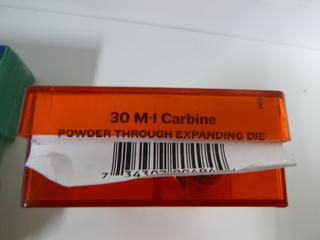 30 M·1 Carbine
POWDER THROUGH EXPANDING DIE